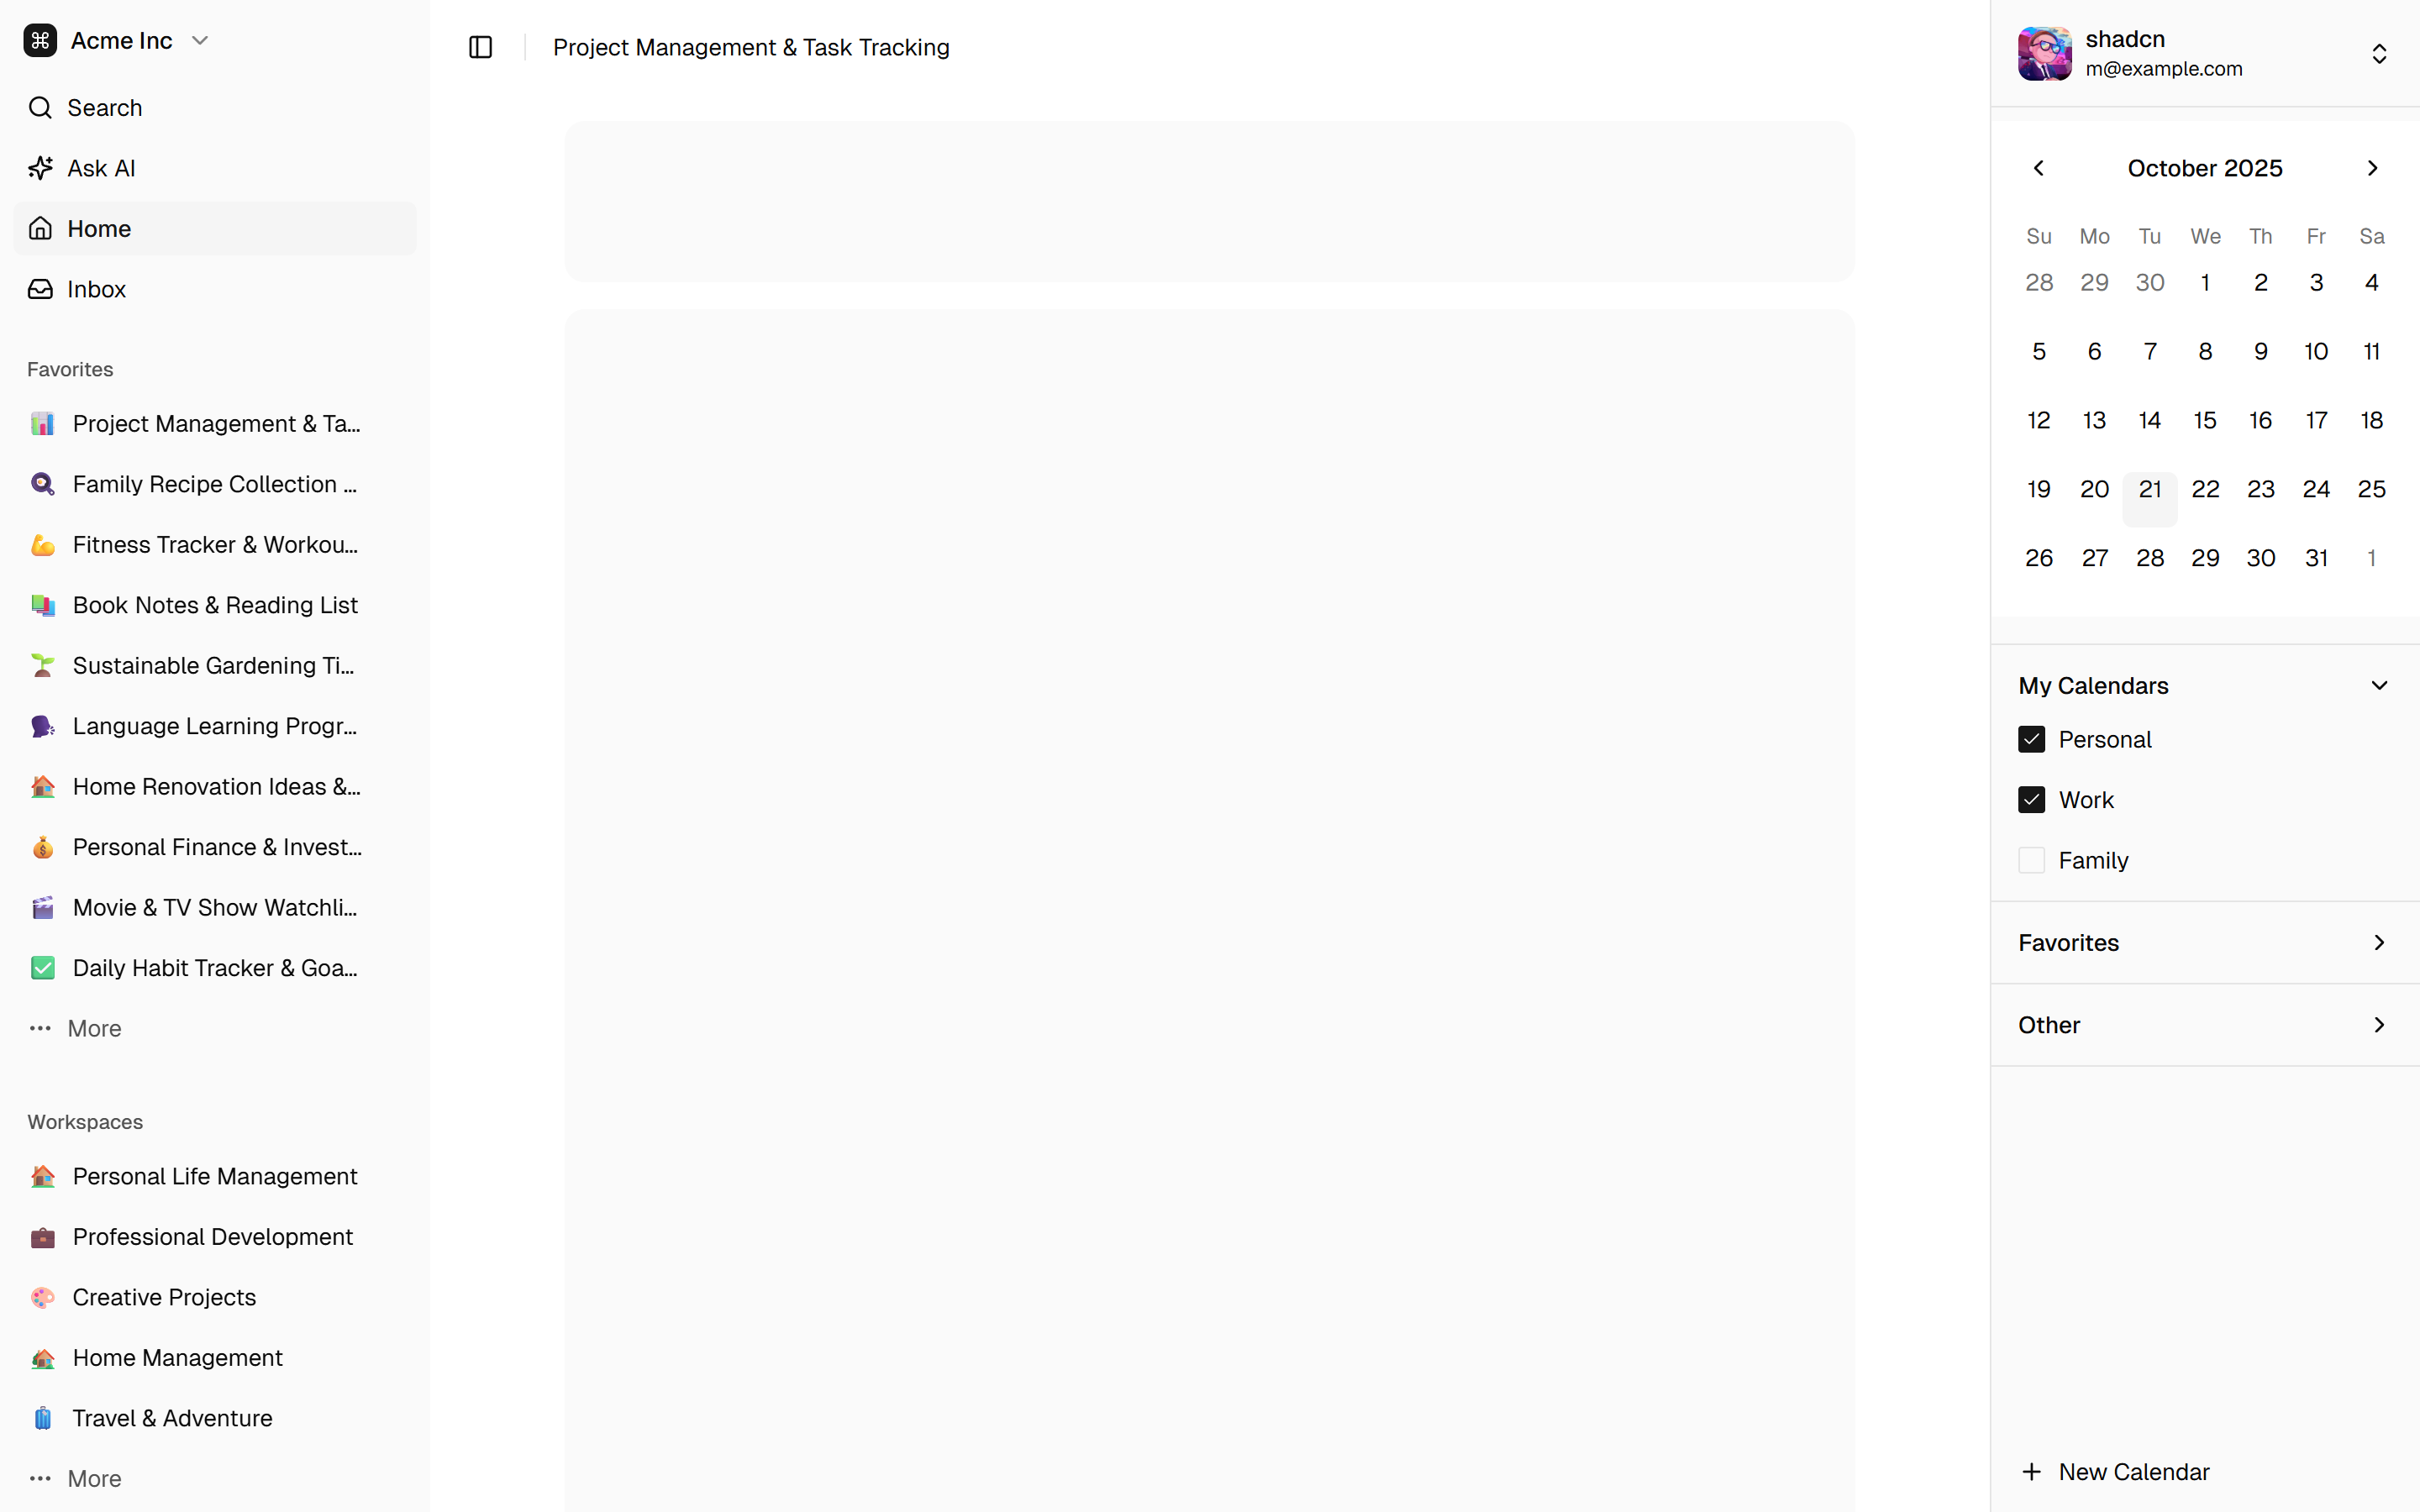 Acme Inc
Search
Ask AI
Home
Inbox
Favorites
Project Management & Ta...
Family Recipe Collection ...
Fitness Tracker & Workou...
Book Notes & Reading List
Sustainable Gardening Ti...
Language Learning Progr...
Home Renovation Ideas &...
Personal Finance & Invest...
Movie & TV Show Watchli...
Daily Habit Tracker & Goa...
More
Workspaces
Personal Life Management
Professional Development
Creative Projects
Home Management
Travel & Adventure
More
Project Management & Task Tracking
shadcn
m@example.com
October 2025
Su Mo Tu We Th Fr Sa
28 29 30 1 2 3 4
5 6 7 8 9 10 11
12 13 14 15 16 17 18
19 20 21 22 23 24 25
26 27 28 29 30 31 1
My Calendars
Personal
Work
Family
Favorites
Other
New Calendar